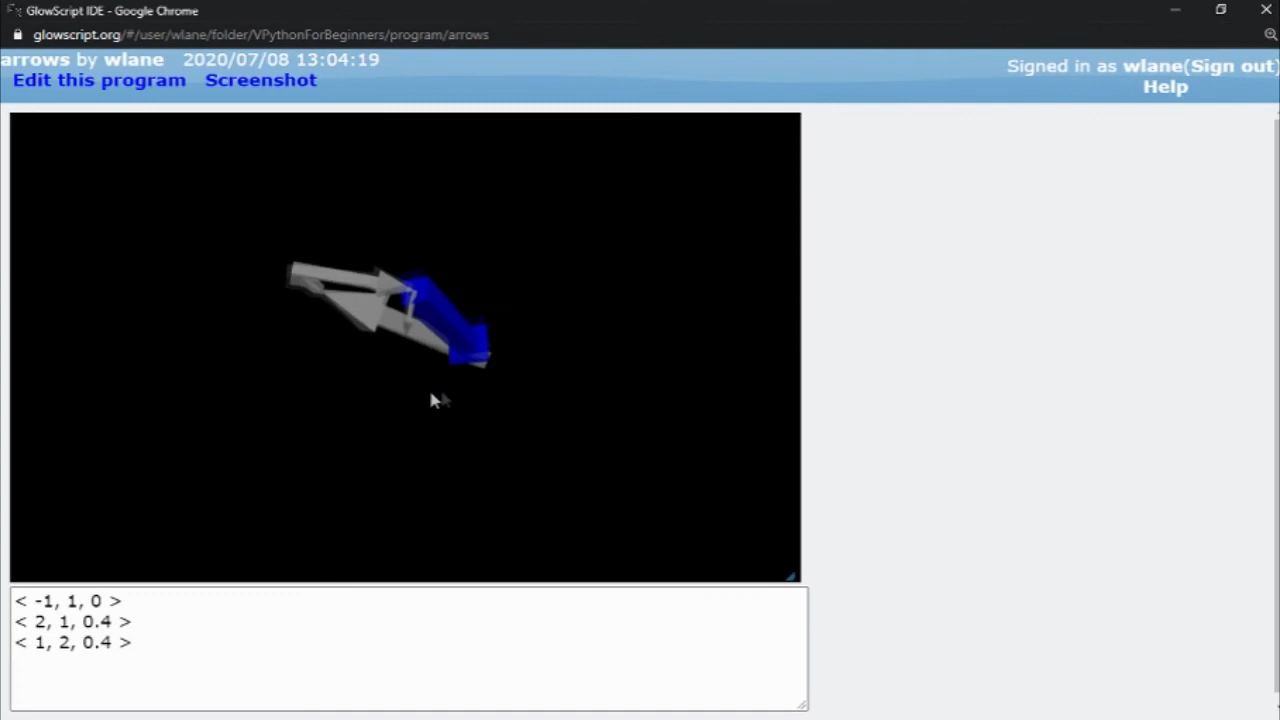 GlowScript IDE - Google Chrome
glowscript.org/#/user/wlane/folder/VPythonForBeginners/program/arrows
arrows by wlane 2020/07/08 13:04:19
Signed in as wlane(Sign out)
Edit this program Screenshot
Help
< -1, 1, 0 >
< 2, 1, 0.4 >
< 1, 2, 0.4 >